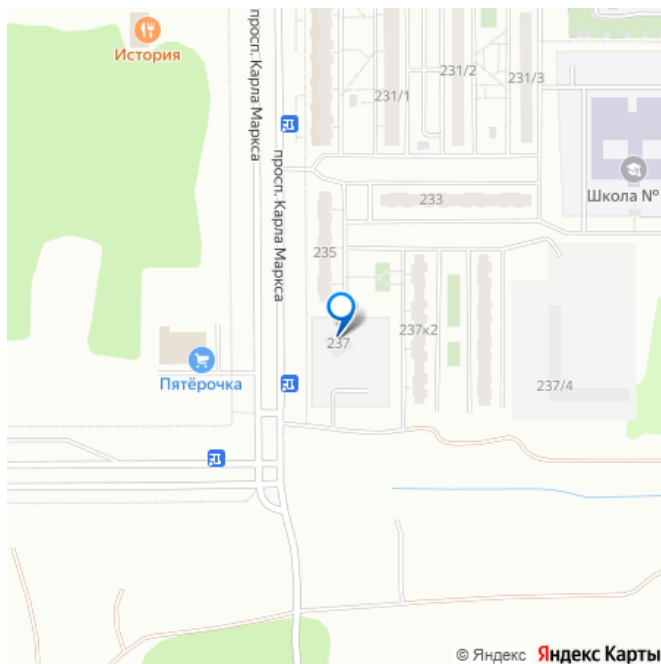 История
просп. Карла Маркса
просп. Карла Маркса
231/2
231/3
231/1
Школа №
233
235
237
237к2
Пятёрочка
237/4
© Яндекс Яндекс Карты